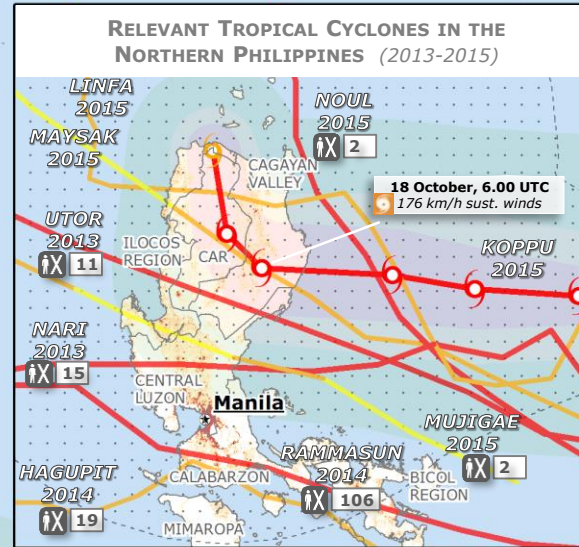 RELEVANT TROPICAL CYCLONES IN THE
NORTHERN PHILIPPINES (2013-2015)
LINFA
2015
NOUL
2015
2
MAYSAK
2015
CAGAYAN
VALLEY
18 October, 6.00 UTC
176 km/h sust. winds
UTOR
2013
11
ILOCOS
REGION
CAR
KOPPU
2015
NARI
2013
15
CENTRAL
LUZON
Manila
MUJIGAE
2015
2
HAGUPIT
2014
19
CALABARZON
RAMMASUN
2014
106
BICOL
REGION
MIMAROPA